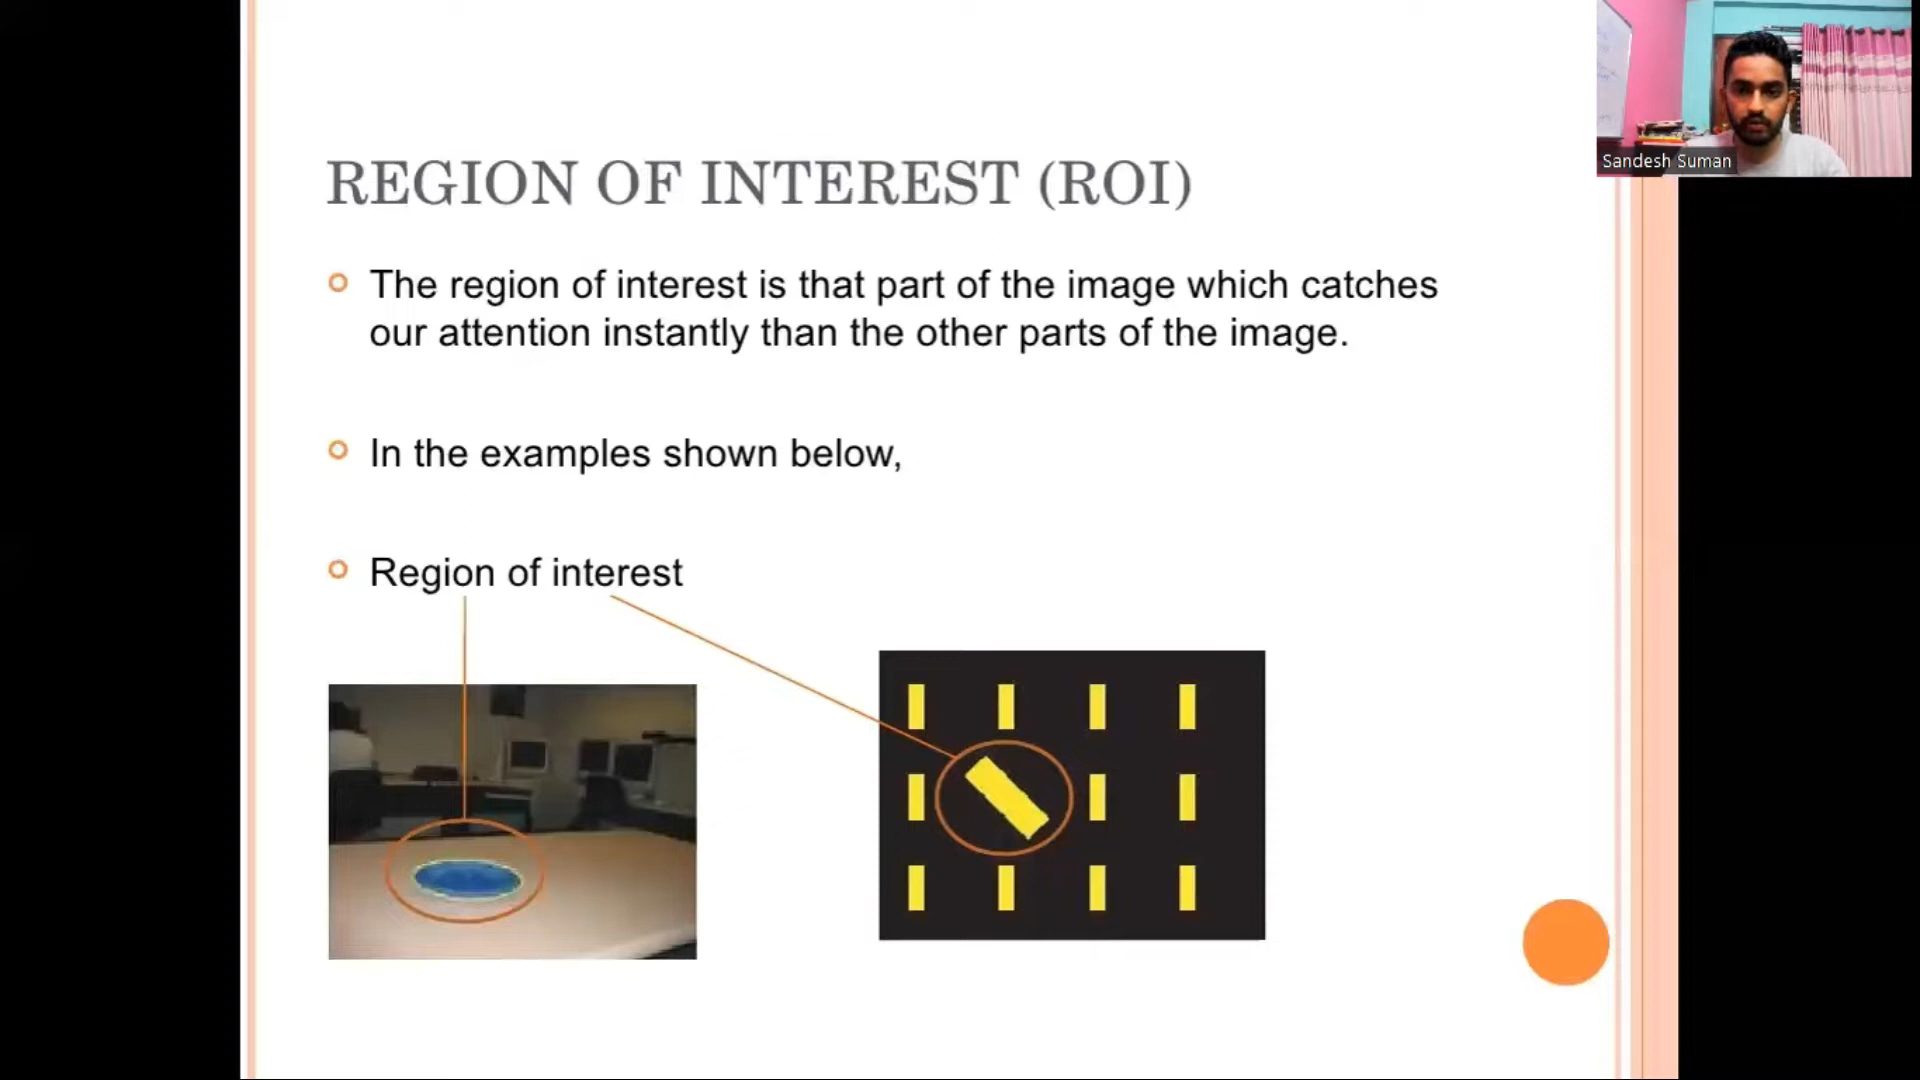 Sandesh Suman
REGION OF INTEREST (ROI)
The region of interest is that part of the image which catches
our attention instantly than the other parts of the image.
In the examples shown below,
Region of interest